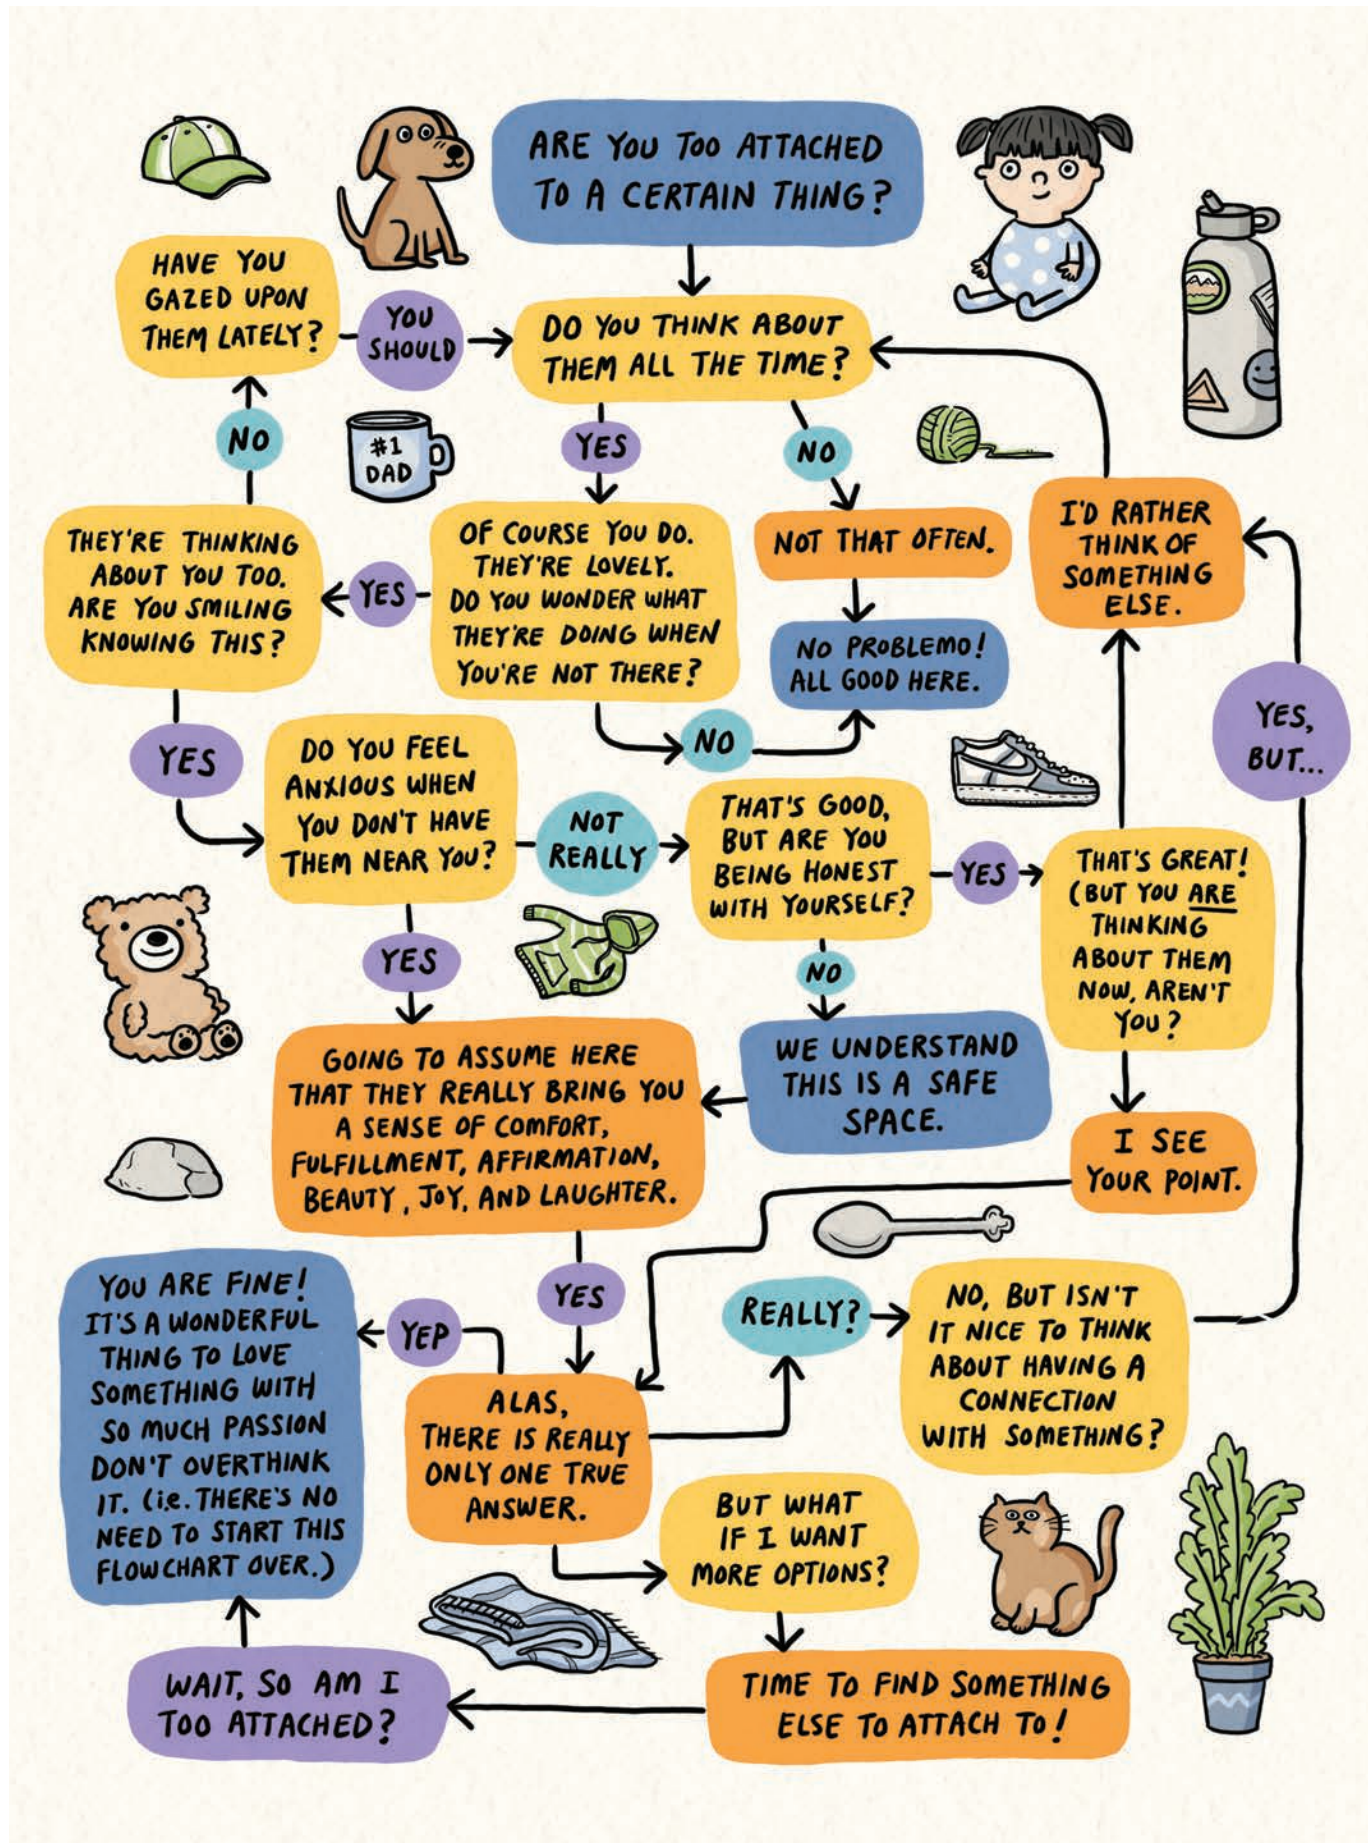 ARE YOU TOO ATTACHED
TO A CERTAIN THING?
HAVE YOU
GAZED UPON
THEM LATELY?
YOU
SHOULD
DO YOU THINK ABOUT
THEM ALL THE TIME?
NO
#1
DAD
YES
NO
THEY'RE THINKING
ABOUT YOU TOO.
ARE YOU SMILING
KNOWING THIS?
YES
OF COURSE YOU DO.
THEY'RE LOVELY.
DO YOU WONDER WHAT
THEY'RE DOING WHEN
YOU'RE NOT THERE?
NOT THAT OFTEN.
I'D RATHER
THINK OF
SOMETHING
ELSE.
NO PROBLEMO!
ALL GOOD HERE.
YES
DO YOU FEEL
ANXIOUS WHEN
YOU DON'T HAVE
THEM NEAR YOU?
NO
YES,
BUT...
NOT
REALLY
THAT'S GOOD,
BUT ARE YOU
BEING HONEST
WITH YOURSELF?
YES
THAT'S GREAT!
(BUT YOU ARE
THINKING
ABOUT THEM
NOW, AREN'T
YOU?
YES
NO
GOING TO ASSUME HERE
THAT THEY REALLY BRING YOU
A SENSE OF COMFORT,
FULFILLMENT, AFFIRMATION,
BEAUTY, JOY, AND LAUGHTER.
WE UNDERSTAND
THIS IS A SAFE
SPACE.
I SEE
YOUR POINT.
YOU ARE FINE!
IT'S A WONDERFUL
THING TO LOVE
SOMETHING WITH
SO MUCH PASSION
DON'T OVERTHINK
IT. (i.e. THERE'S NO
NEED TO START THIS
FLOWCHART OVER.)
YEP
YES
REALLY?
NO, BUT ISN'T
IT NICE TO THINK
ABOUT HAVING A
CONNECTION
WITH SOMETHING?
ALAS,
THERE IS REALLY
ONLY ONE TRUE
ANSWER.
BUT WHAT
IF I WANT
MORE OPTIONS?
WAIT, SO AM I
TOO ATTACHED?
TIME TO FIND SOMETHING
ELSE TO ATTACH TO!